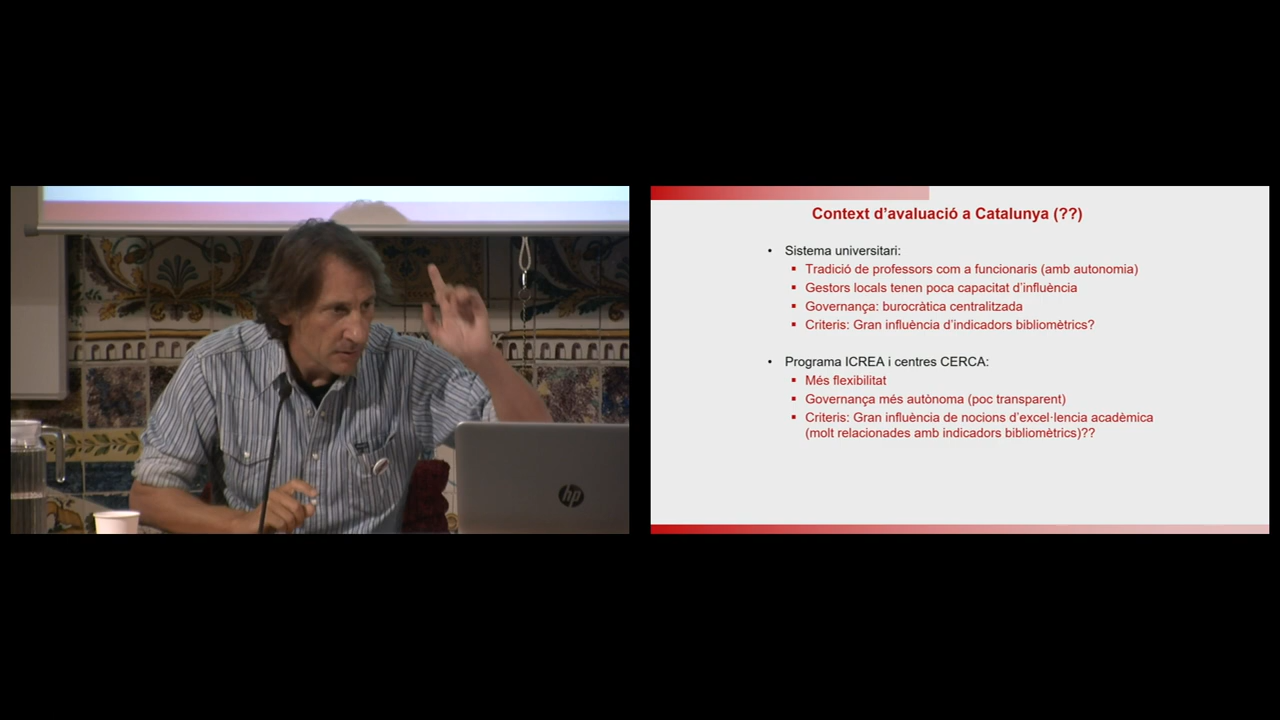 hp
Context d’avaluació a Catalunya (??)
• Sistema universitari:
▪ Tradició de professors com a funcionaris (amb autonomia)
▪ Gestors locals tenen poca capacitat d’influència
▪ Governança: burocràtica centralitzada
▪ Criteris: Gran influència d’indicadors bibliomètrics?
• Programa ICREA i centres CERCA:
▪ Més flexibilitat
▪ Governança més autònoma (poc transparent)
▪ Criteris: Gran influència de nocions d’excel·lencia acadèmica
(molt relacionades amb indicadors bibliomètrics)??